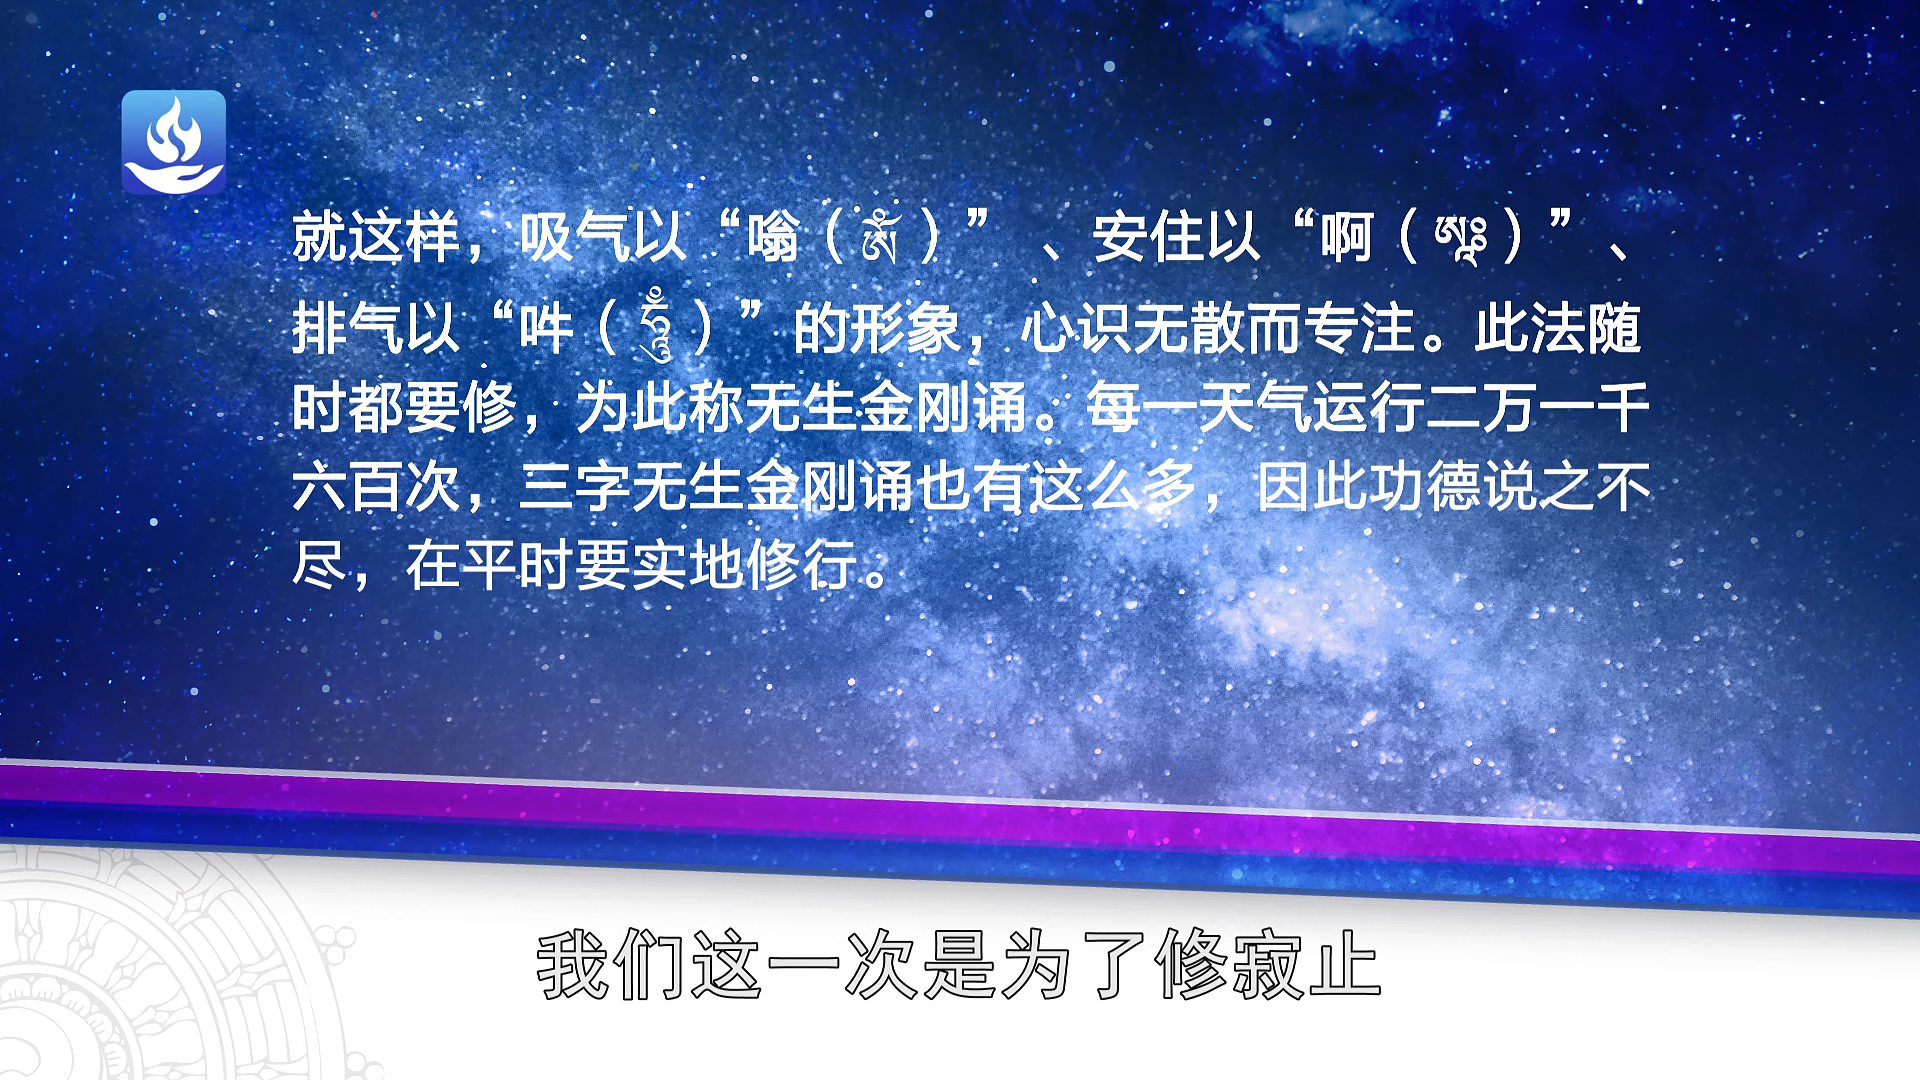 就这样，吸气以“嗡（ༀ）”、安住以“啊（ཨཱཿ）”、
排气以“吽（ཧཱུྃ）”的形象，心识无散而专注。此法随
时都要修，为此称无生金刚诵。每一天气运行二万一千
六百次，三字无生金刚诵也有这么多，因此功德说之不
尽，在平时要实地修行。
我们这一次是为了修寂止